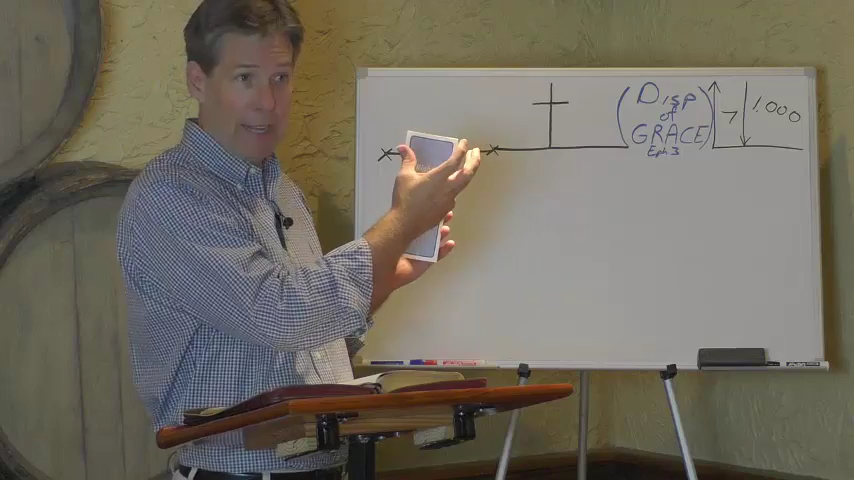 (Disp
of
GRACE)
Eph 3
7
1,000